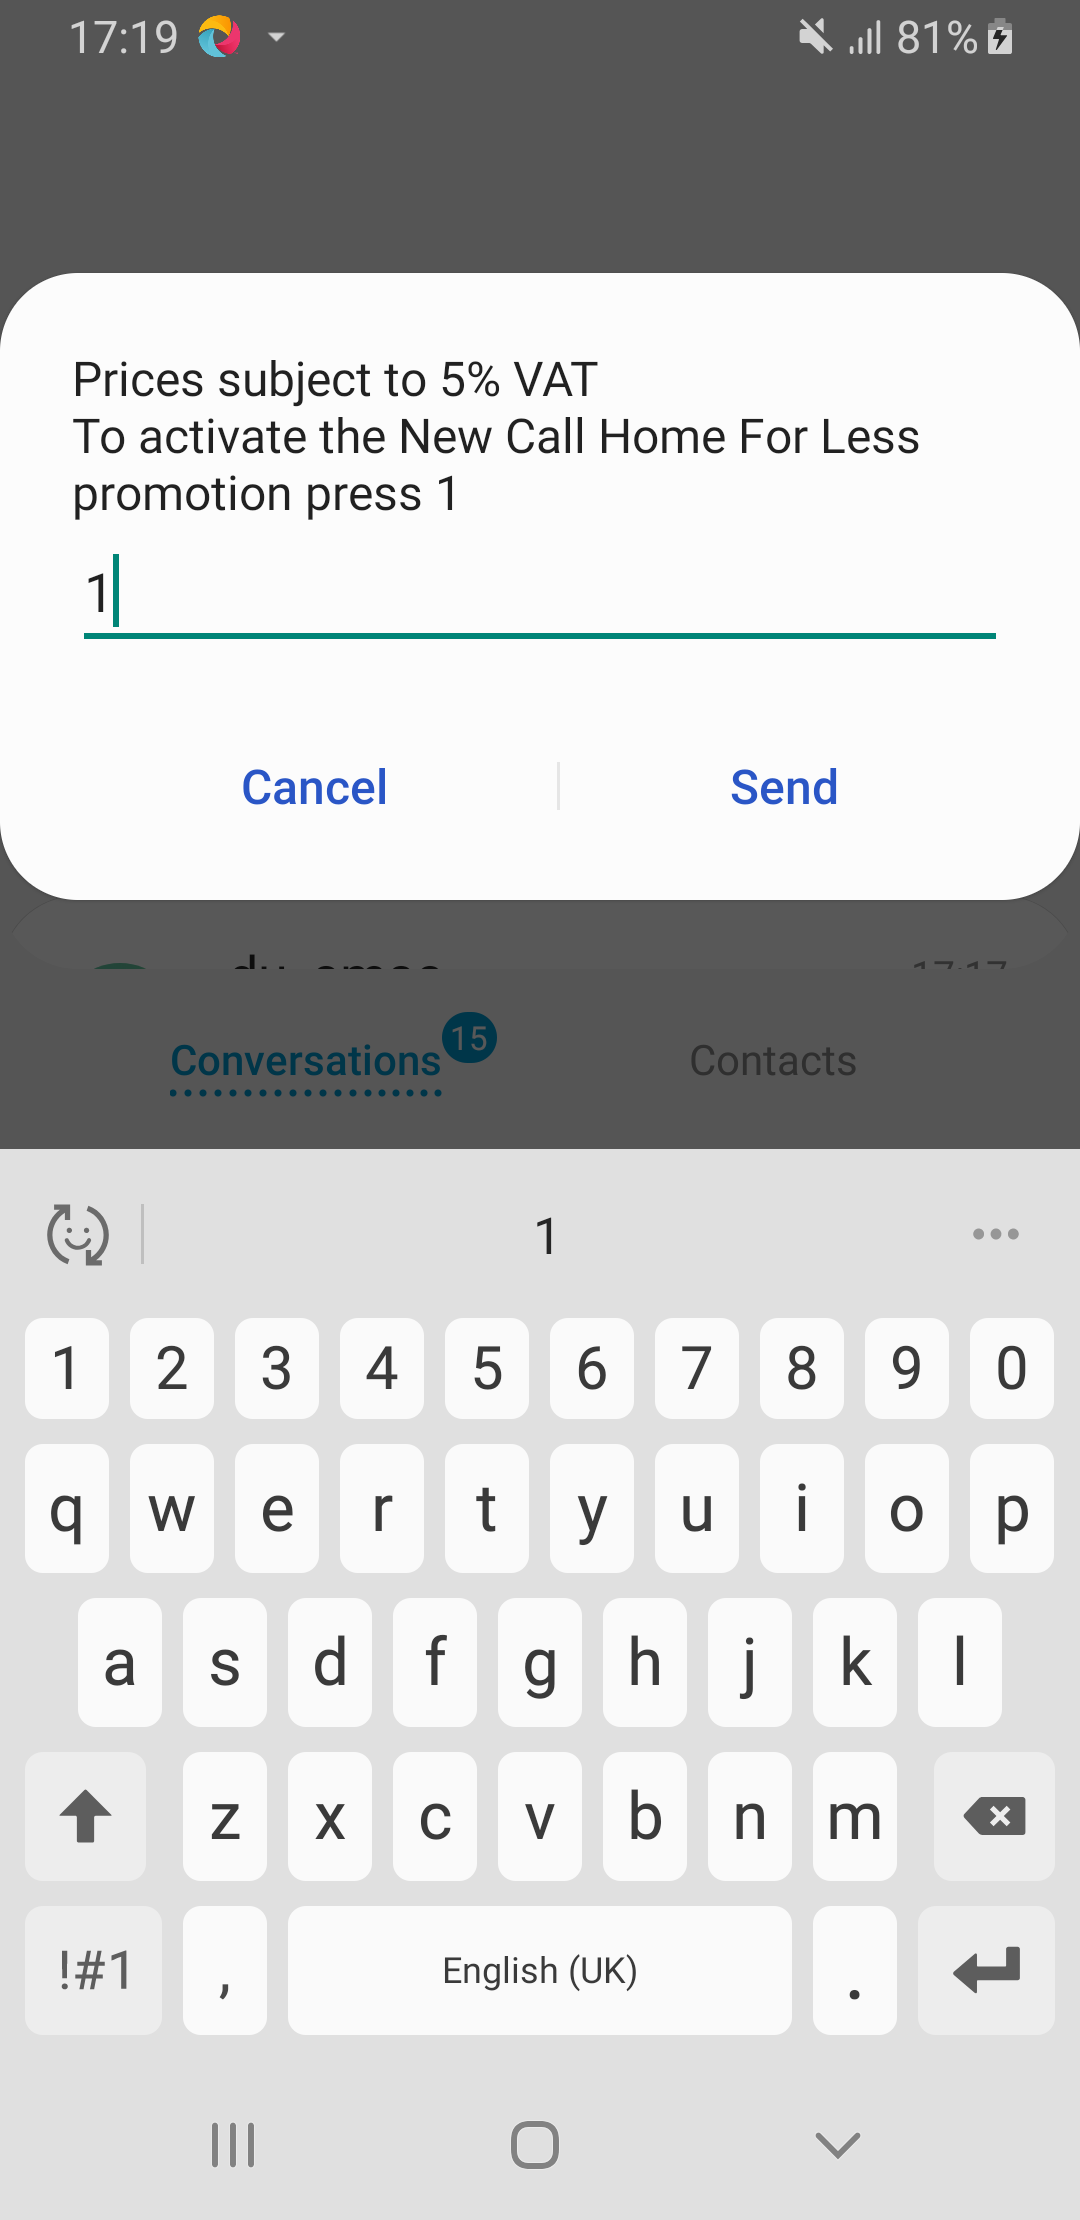 17:19 81%
Prices subject to 5% VAT
To activate the New Call Home For Less
promotion press 1
1
Cancel Send
Conversations 15 Contacts
1
1 2 3 4 5 6 7 8 9 0
q w e r t y u i o p
a s d f g h j k l
z x c v b n m
!#1 , English (UK) .